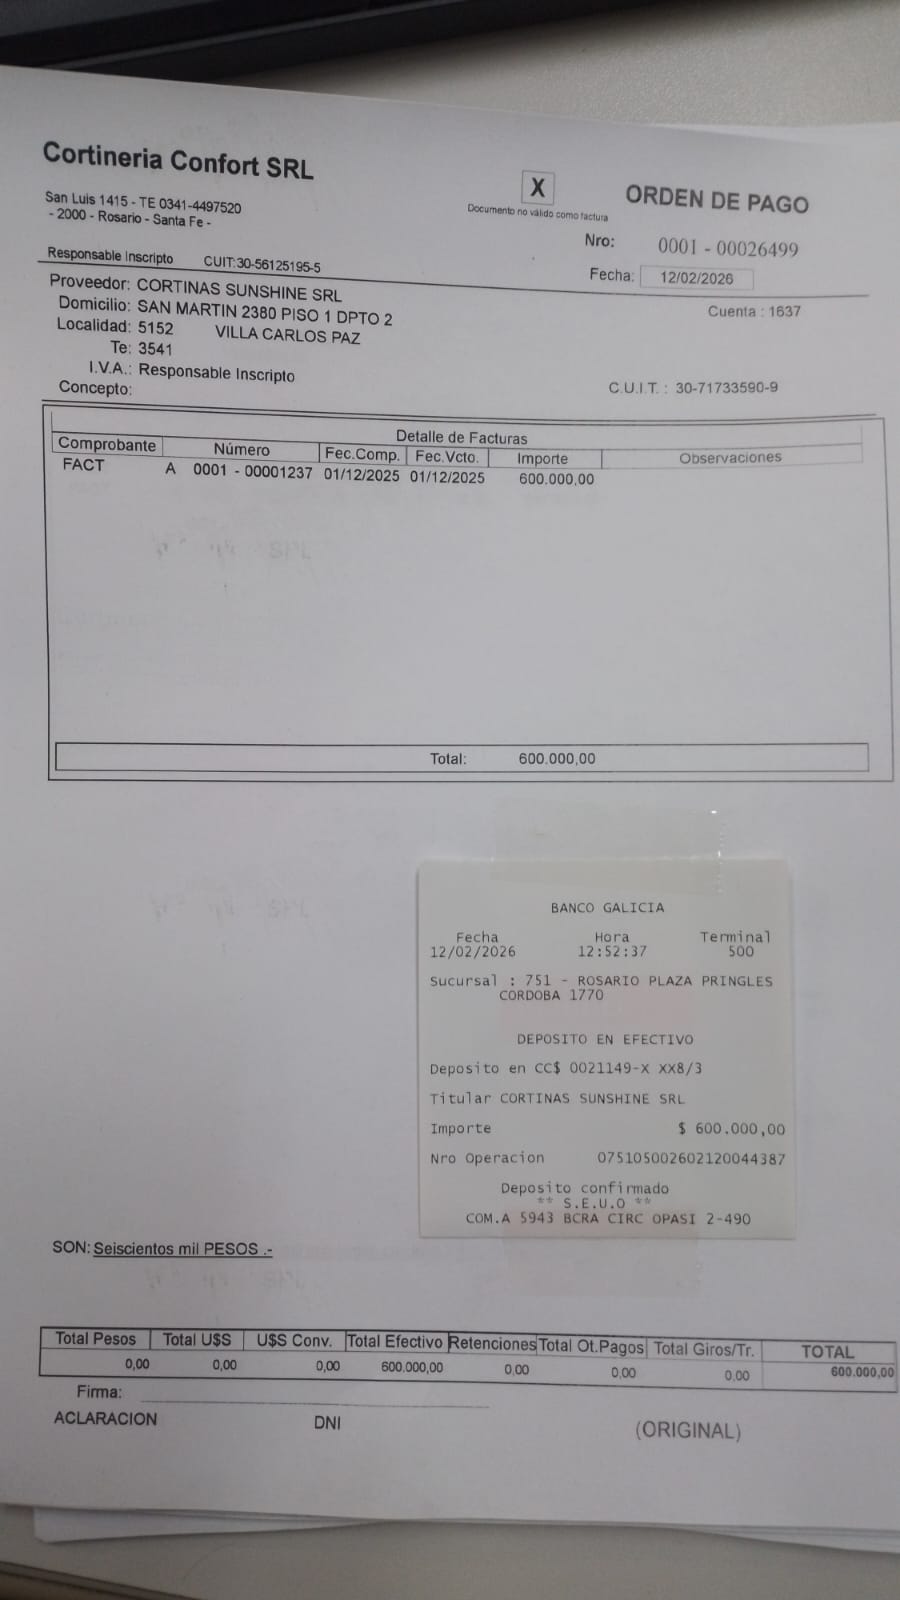 Cortineria Confort SRL
San Luis 1415 - TE 0341-4497520
- 2000 - Rosario - Santa Fe -
X
Documento no válido como factura
ORDEN DE PAGO
Nro: 0001 - 00026499
Fecha: 12/02/2026
Responsable Inscripto CUIT:30-56125195-5
Proveedor: CORTINAS SUNSHINE SRL
Cuenta : 1637
Domicilio: SAN MARTIN 2380 PISO 1 DPTO 2
Localidad: 5152 VILLA CARLOS PAZ
Te: 3541
I.V.A.: Responsable Inscripto
C.U.I.T. : 30-71733590-9
Concepto:
Detalle de Facturas
Comprobante Número Fec.Comp. Fec.Vcto. Importe Observaciones
FACT A 0001 - 00001237 01/12/2025 01/12/2025 600.000,00
Total: 600.000,00
BANCO GALICIA
Fecha Hora Terminal
12/02/2026 12:52:37 500
Sucursal : 751 - ROSARIO PLAZA PRINGLES
CORDOBA 1770
DEPOSITO EN EFECTIVO
Deposito en CC$ 0021149-X XX8/3
Titular CORTINAS SUNSHINE SRL
Importe $ 600.000,00
Nro Operacion 075105002602120044387
Deposito confirmado
** S.E.U.O **
COM.A 5943 BCRA CIRC OPASI 2-490
SON: Seiscientos mil PESOS .-
Total Pesos Total U$S U$S Conv. Total Efectivo Retenciones Total Ot.Pagos Total Giros/Tr. TOTAL
0,00 0,00 0,00 600.000,00 0,00 0,00 0,00 600.000,00
Firma:
ACLARACION DNI (ORIGINAL)